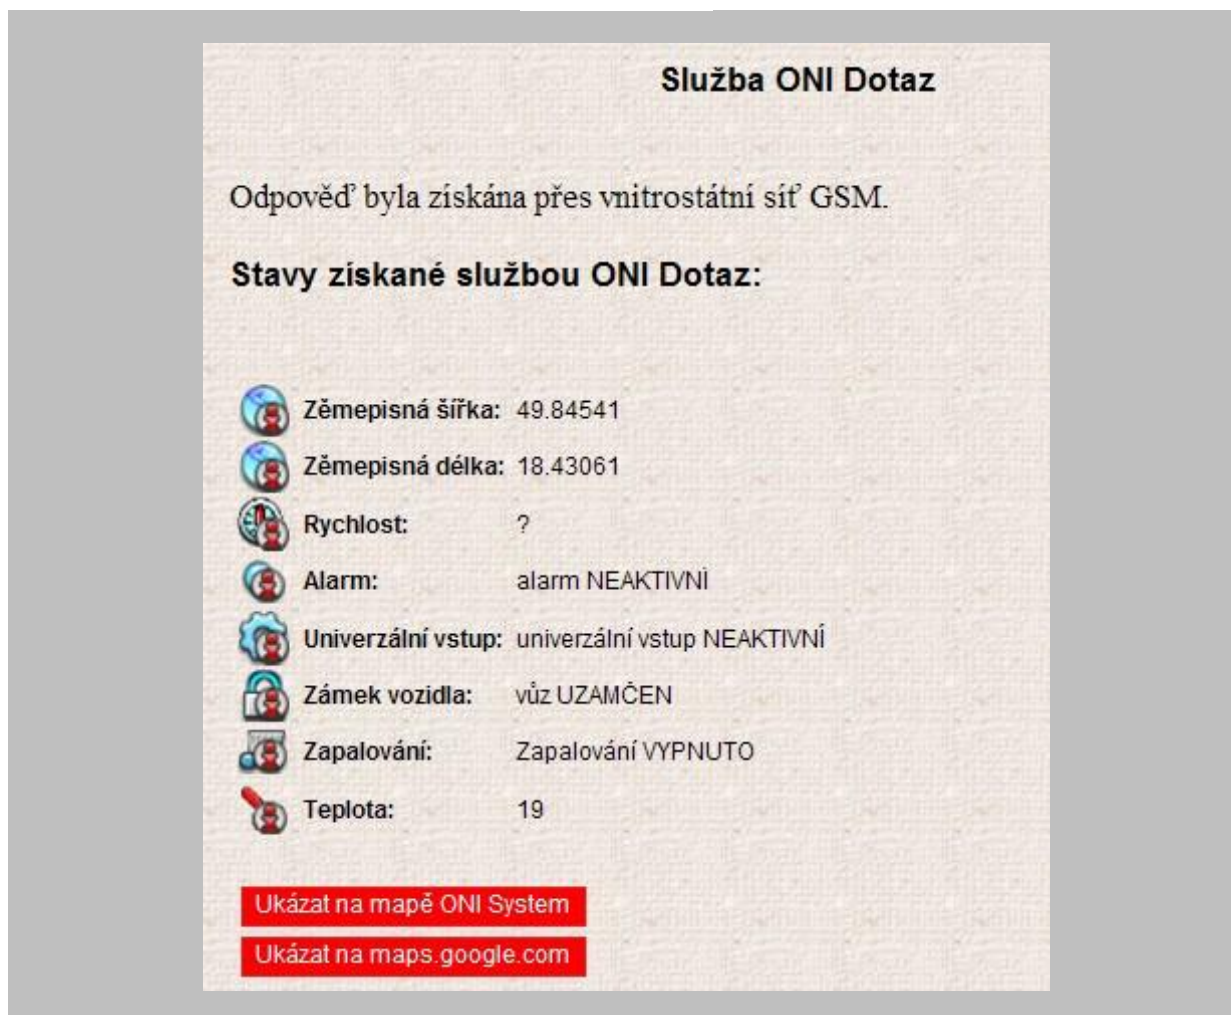 Služba ONI Dotaz
Odpověď byla získána přes vnitrostátní síť GSM.
Stavy získané službou ONI Dotaz:
Zěmepisná šířka: 49.84541
Zěmepisná délka: 18.43061
Rychlost: ?
Alarm: alarm NEAKTIVNÍ
Univerzální vstup: univerzální vstup NEAKTIVNÍ
Zámek vozidla: vůz UZAMČEN
Zapalování: Zapalování VYPNUTO
Teplota: 19
Ukázat na mapě ONI System
Ukázat na maps.google.com